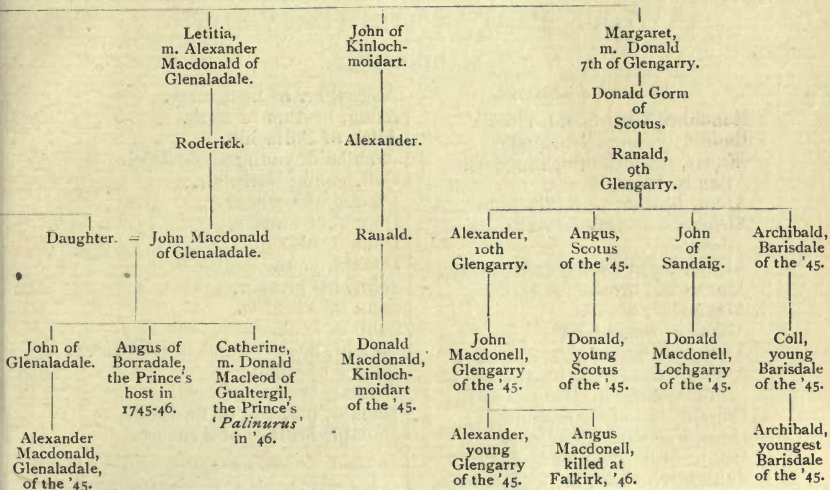 Letitia,
m. Alexander
Macdonald of
Glenaladale.
John of
Kinloch-
moidart.
Margaret,
m. Donald
7th of Glengarry.
Donald Gorm
of
Scotus.
Roderick.
Alexander.
Ranald,
9th
Glengarry.
Daughter. = John Macdonald
of Glenaladale.
Ranald.
Alexander,
10th
Glengarry.
Angus,
Scotus
of the '45.
John
of
Sandaig.
Archibald,
Barisdale
of the '45.
John of
Glenaladale.
Angus of
Borradale,
the Prince's
host in
1745-46.
Catherine,
m. Donald
Macleod of
Gualtergil,
the Prince's
'Palinurus'
in '46.
Donald
Macdonald,
Kinloch-
moidart
of the '45.
John
Macdonell,
Glengarry
of the '45.
Donald,
young
Scotus
of the '45.
Donald
Macdonell,
Lochgarry
of the '45.
Coll,
young
Barisdale
of the '45.
Alexander
Macdonald,
Glenaladale,
of the '45.
Alexander,
young
Glengarry
of the '45.
Angus
Macdonell,
killed at
Falkirk, '46.
Archibald,
youngest
Barisdale
of the '45.